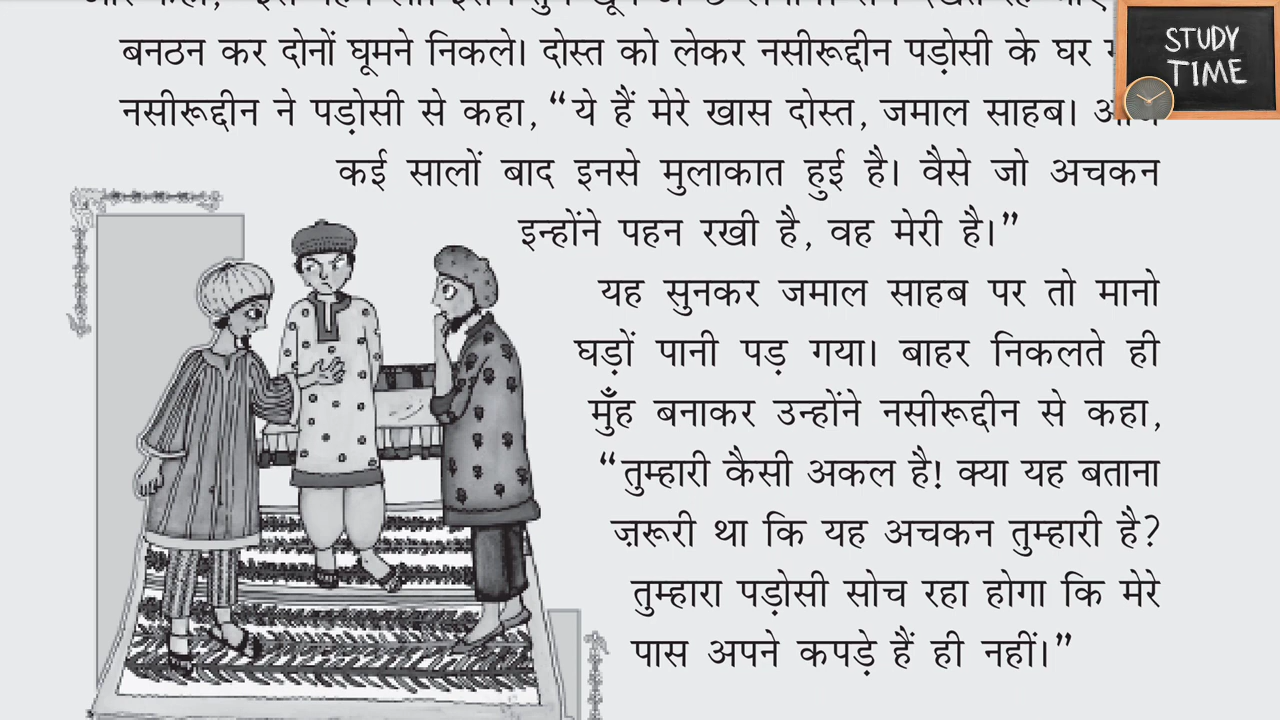 बनठन कर दोनों घूमने निकले। दोस्त को लेकर नसीरूद्दीन पड़ोसी के घर
नसीरूद्दीन ने पड़ोसी से कहा, “ये हैं मेरे खास दोस्त, जमाल साहब।
कई सालों बाद इनसे मुलाकात हुई है। वैसे जो अचकन
इन्होंने पहन रखी है, वह मेरी है।”
यह सुनकर जमाल साहब पर तो मानो
घड़ों पानी पड़ गया। बाहर निकलते ही
मुँह बनाकर उन्होंने नसीरूद्दीन से कहा,
“तुम्हारी कैसी अकल है! क्या यह बताना
ज़रूरी था कि यह अचकन तुम्हारी है?
तुम्हारा पड़ोसी सोच रहा होगा कि मेरे
पास अपने कपड़े हैं ही नहीं।”
STUDY
TIME